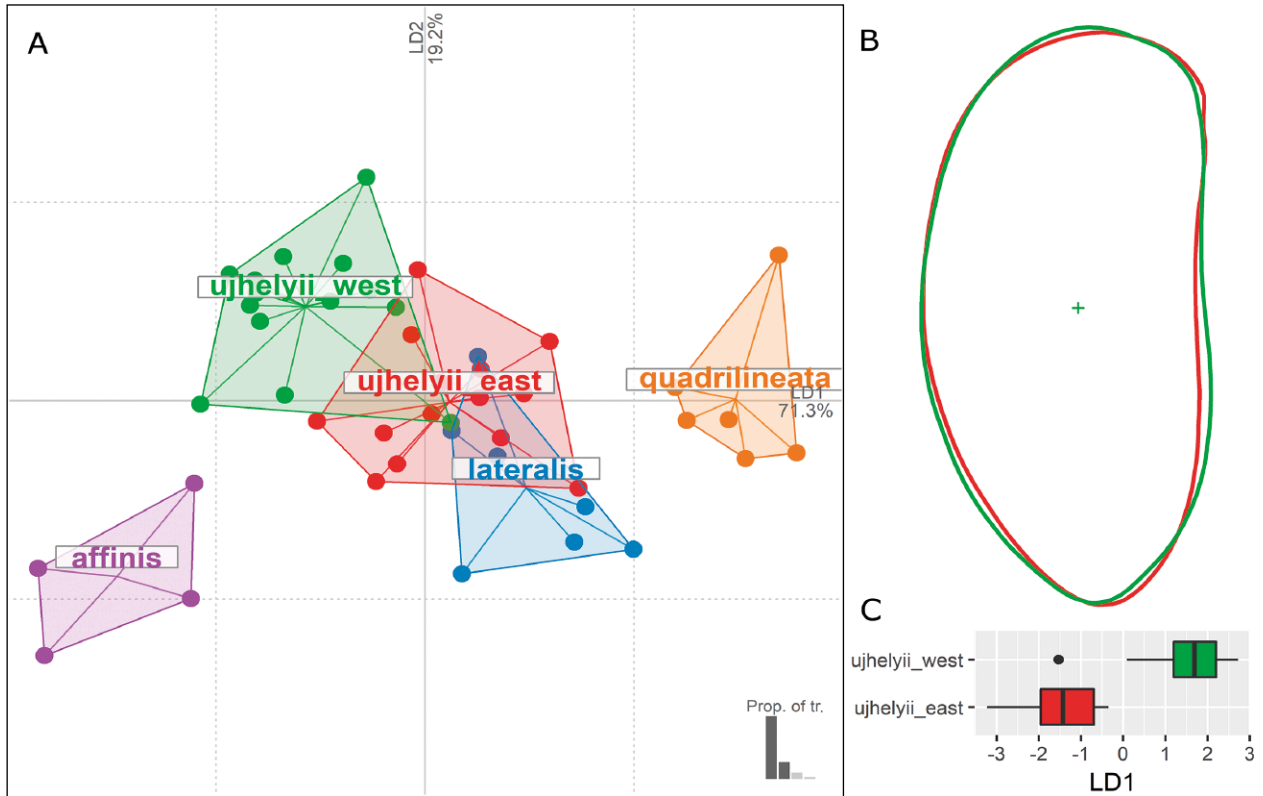 A
LD2
19.2%
ujhelyii_west
ujhelyii_east
quadrilineata
LD1
71.3%
lateralis
affinis
Prop. of tr.
B
C
ujhelyii_west
ujhelyii_east
-3 -2 -1 0 1 2 3
LD1